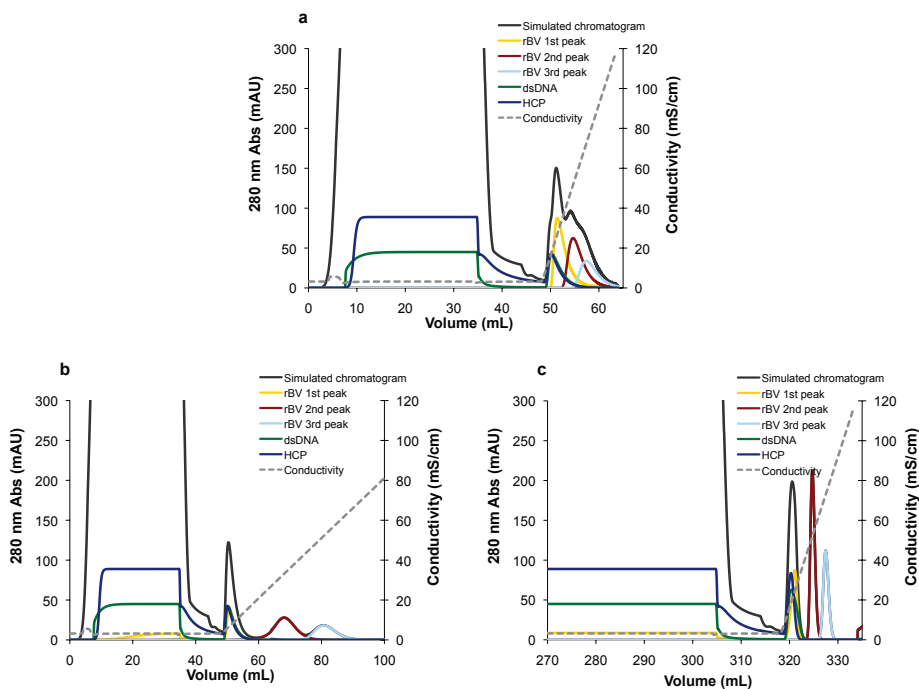 a
Simulated chromatogram
rBV 1st peak
rBV 2nd peak
rBV 3rd peak
dsDNA
HCP
Conductivity
300
250
200
150
100
50
0
280 nm Abs (mAU)
0 10 20 30 40 50 60
Volume (mL)
120
100
80
60
40
20
0
Conductivity (mS/cm)
b
Simulated chromatogram
rBV 1st peak
rBV 2nd peak
rBV 3rd peak
dsDNA
HCP
Conductivity
300
250
200
150
100
50
0
280 nm Abs (mAU)
0 20 40 60 80 100
Volume (mL)
120
100
80
60
40
20
0
Conductivity (mS/cm)
c
Simulated chromatogram
rBV 1st peak
rBV 2nd peak
rBV 3rd peak
dsDNA
HCP
Conductivity
300
250
200
150
100
50
0
280 nm Abs (mAU)
270 280 290 300 310 320 330
Volume (mL)
120
100
80
60
40
20
0
Conductivity (mS/cm)